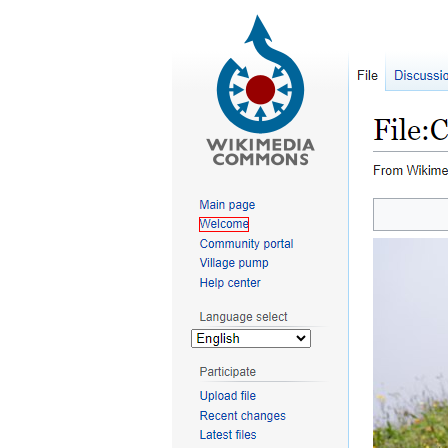 WIKIMEDIA
COMMONS
Main page
Welcome
Community portal
Village pump
Help center
Language select
English
Participate
Upload file
Recent changes
Latest files
File
File:C
From Wikime